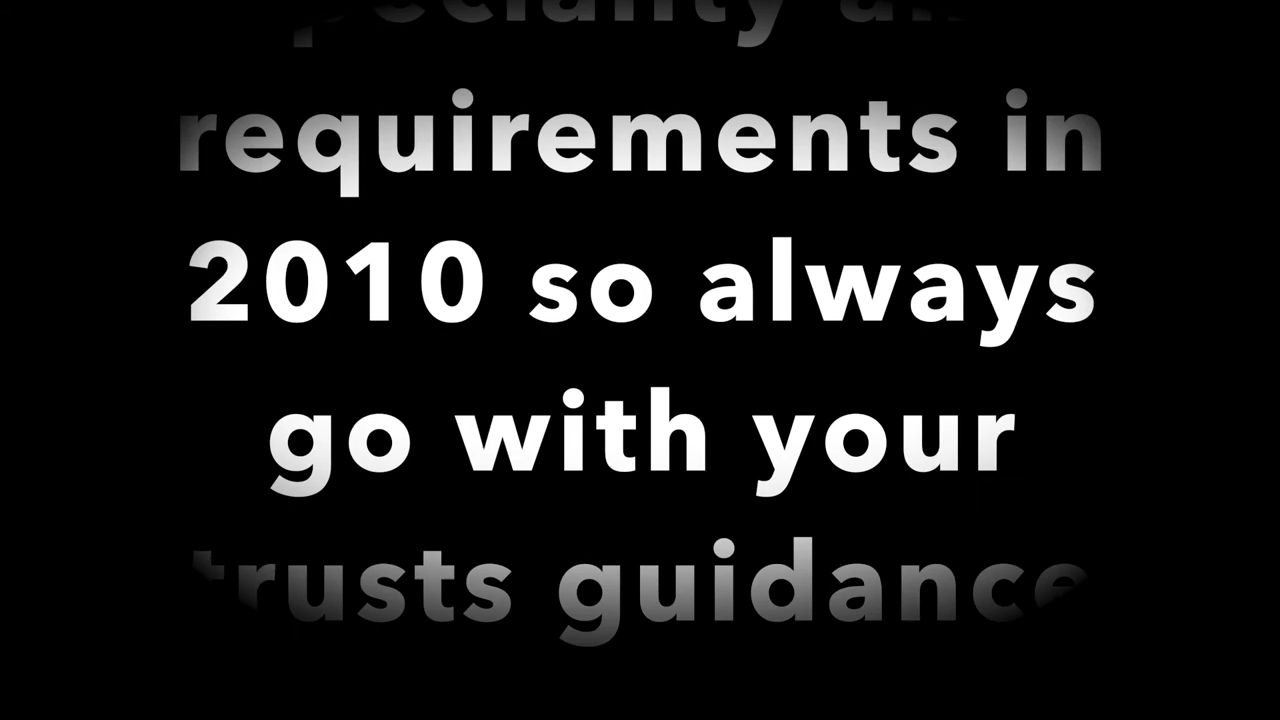 requirements in
2010 so always
go with your
trusts guidance